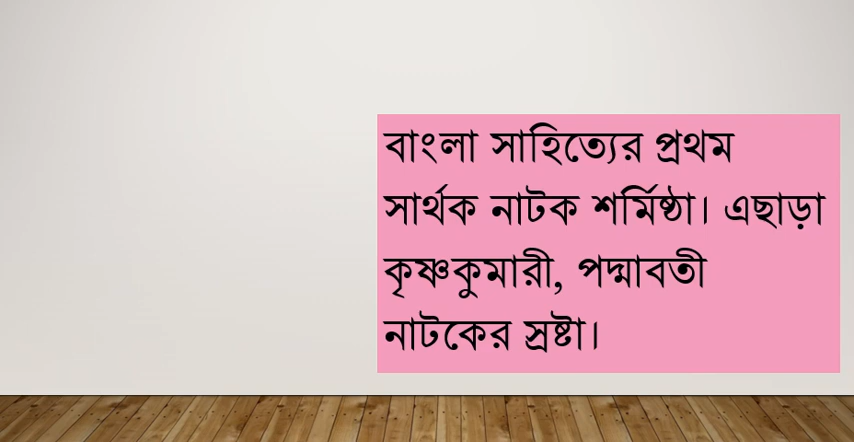 বাংলা সাহিত্যের প্রথম
সার্থক নাটক শর্মিষ্ঠা। এছাড়া
কৃষ্ণকুমারী, পদ্মাবতী
নাটকের স্রষ্টা।